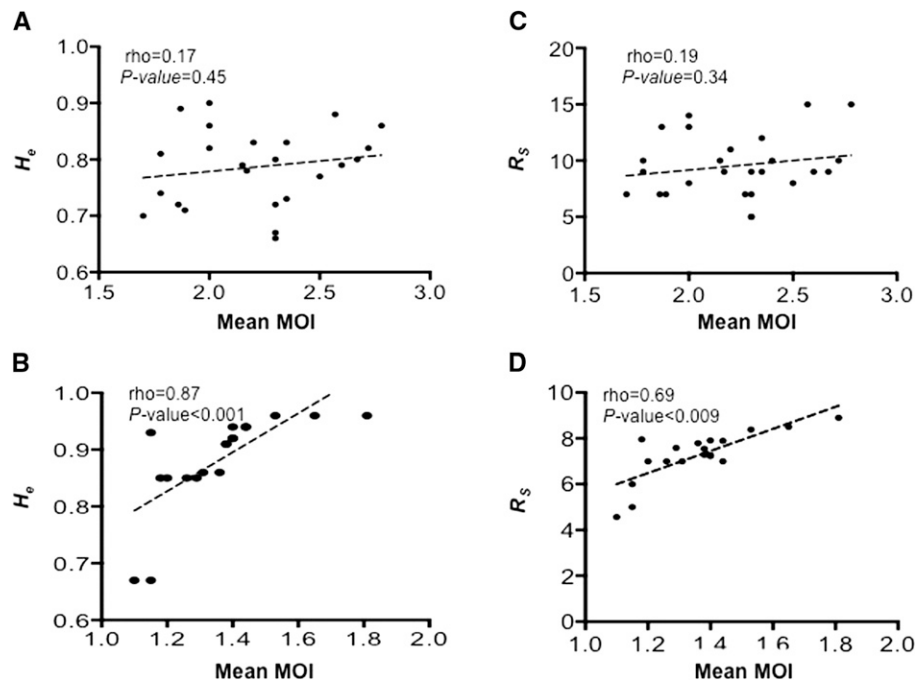 A
rho=0.17
P-value=0.45
1.0
0.9
0.8
0.7
0.6
He
1.5 2.0 2.5 3.0
Mean MOI
C
rho=0.19
P-value=0.34
20
15
10
5
0
RS
1.5 2.0 2.5 3.0
Mean MOI
B
rho=0.87
P-value<0.001
1.0
0.9
0.8
0.7
0.6
He
1.0 1.2 1.4 1.6 1.8 2.0
Mean MOI
D
rho=0.69
P-value<0.009
10
8
6
4
2
0
RS
1.0 1.2 1 4 1 6 1.8 2.0
Mean MOI